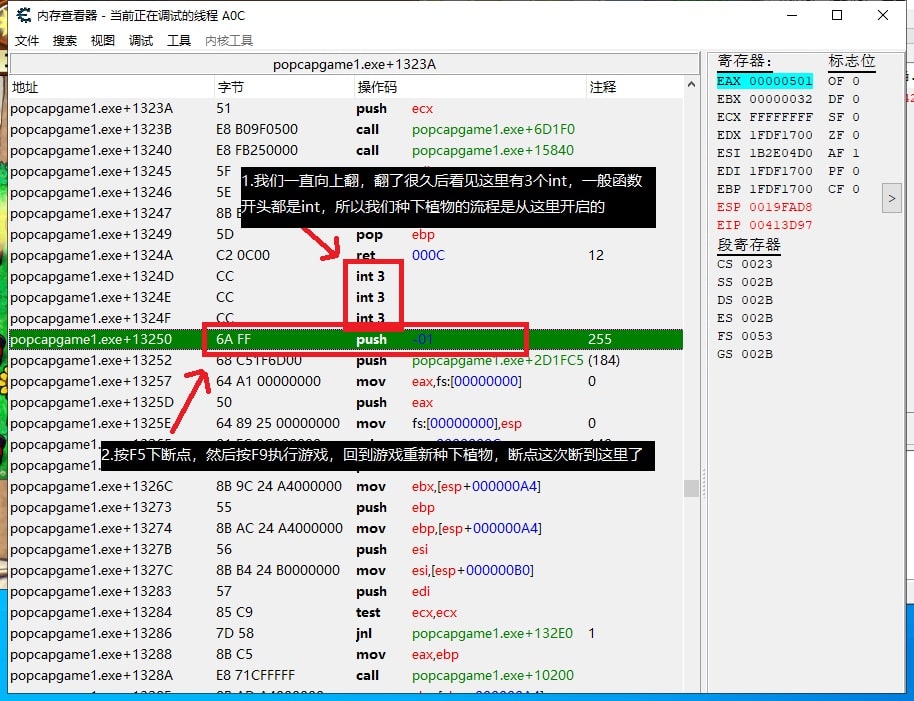 内存查看器 - 当前正在调试的线程 A0C
文件 搜索 视图 调试 工具 内核工具
popcapgame1.exe+1323A
地址 字节 操作码 注释
popcapgame1.exe+1323A 51 push ecx
popcapgame1.exe+1323B E8 B09F0500 call popcapgame1.exe+6D1F0
popcapgame1.exe+13240 E8 FB250000 call popcapgame1.exe+15840
popcapgame1.exe+13245 5F
popcapgame1.exe+13246 5E
popcapgame1.exe+13247 8B
popcapgame1.exe+13249 5D pop ebp
popcapgame1.exe+1324A C2 0C00 ret 000C 12
popcapgame1.exe+1324D CC int 3
popcapgame1.exe+1324E CC int 3
popcapgame1.exe+1324F CC int 3
popcapgame1.exe+13250 6A FF push -01 255
popcapgame1.exe+13252 68 C51F6D00 push popcapgame1.exe+2D1FC5 (184)
popcapgame1.exe+13257 64 A1 00000000 mov eax,fs:[00000000] 0
popcapgame1.exe+1325D 50 push eax
popcapgame1.exe+1325E 64 89 25 00000000 mov fs:[00000000],esp 0
popcapgame1.exe+1326C 8B 9C 24 A4000000 mov ebx,[esp+000000A4]
popcapgame1.exe+13273 55 push ebp
popcapgame1.exe+13274 8B AC 24 A4000000 mov ebp,[esp+000000A4]
popcapgame1.exe+1327B 56 push esi
popcapgame1.exe+1327C 8B B4 24 B0000000 mov esi,[esp+000000B0]
popcapgame1.exe+13283 57 push edi
popcapgame1.exe+13284 85 C9 test ecx,ecx
popcapgame1.exe+13286 7D 58 jnl popcapgame1.exe+132E0 1
popcapgame1.exe+13288 8B C5 mov eax,ebp
popcapgame1.exe+1328A E8 71CFFFFF call popcapgame1.exe+10200
1.我们一直向上翻，翻了很久后看见这里有3个int，一般函数
开头都是int，所以我们种下植物的流程是从这里开启的
2.按F5下断点，然后按F9执行游戏，回到游戏重新种下植物，断点这次断到这里了
寄存器: 标志位
EAX 00000501 OF 0
EBX 00000032 DF 0
ECX FFFFFFFF SF 0
EDX 1FDF1700 ZF 0
ESI 1B2E04D0 AF 1
EDI 1FDF1700 PF 0
EBP 1FDF1700 CF 0
ESP 0019FAD8
EIP 00413D97
段寄存器
CS 0023
SS 002B
DS 002B
ES 002B
FS 0053
GS 002B
>